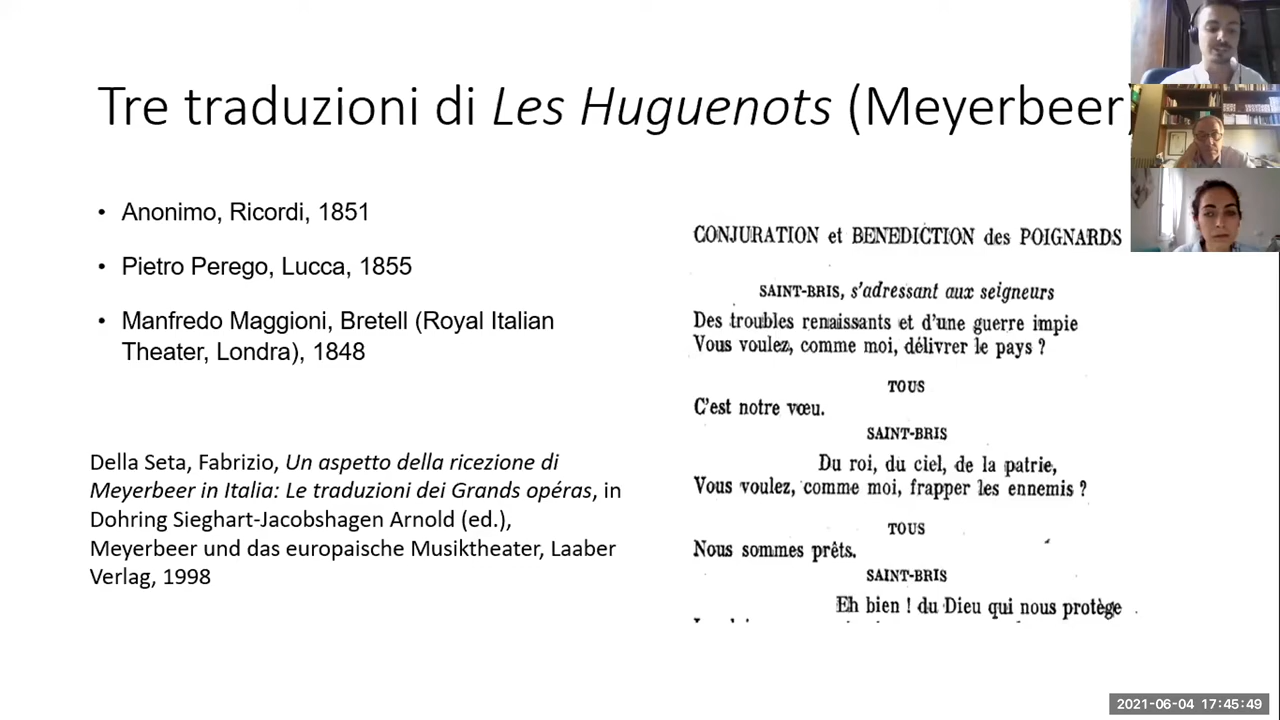 Tre traduzioni di Les Huguenots (Meyerbeer)
• Anonimo, Ricordi, 1851
• Pietro Perego, Lucca, 1855
• Manfredo Maggioni, Bretell (Royal Italian
Theater, Londra), 1848
Della Seta, Fabrizio, Un aspetto della ricezione di
Meyerbeer in Italia: Le traduzioni dei Grands opéras, in
Dohring Sieghart-Jacobshagen Arnold (ed.),
Meyerbeer und das europaische Musiktheater, Laaber
Verlag, 1998
CONJURATION et BENEDICTION des POIGNARDS
SAINT-BRIS, s'adressant aux seigneurs
Des troubles renaissants et d'une guerre impie
Vous voulez, comme moi, délivrer le pays ?
TOUS
C'est notre vœu.
SAINT-BRIS
Du roi, du ciel, de la patrie,
Vous voulez, comme moi, frapper les ennemis ?
TOUS
Nous sommes prêts.
SAINT-BRIS
Eh bien ! du Dieu qui nous protège
2021-06-04 17:45:49